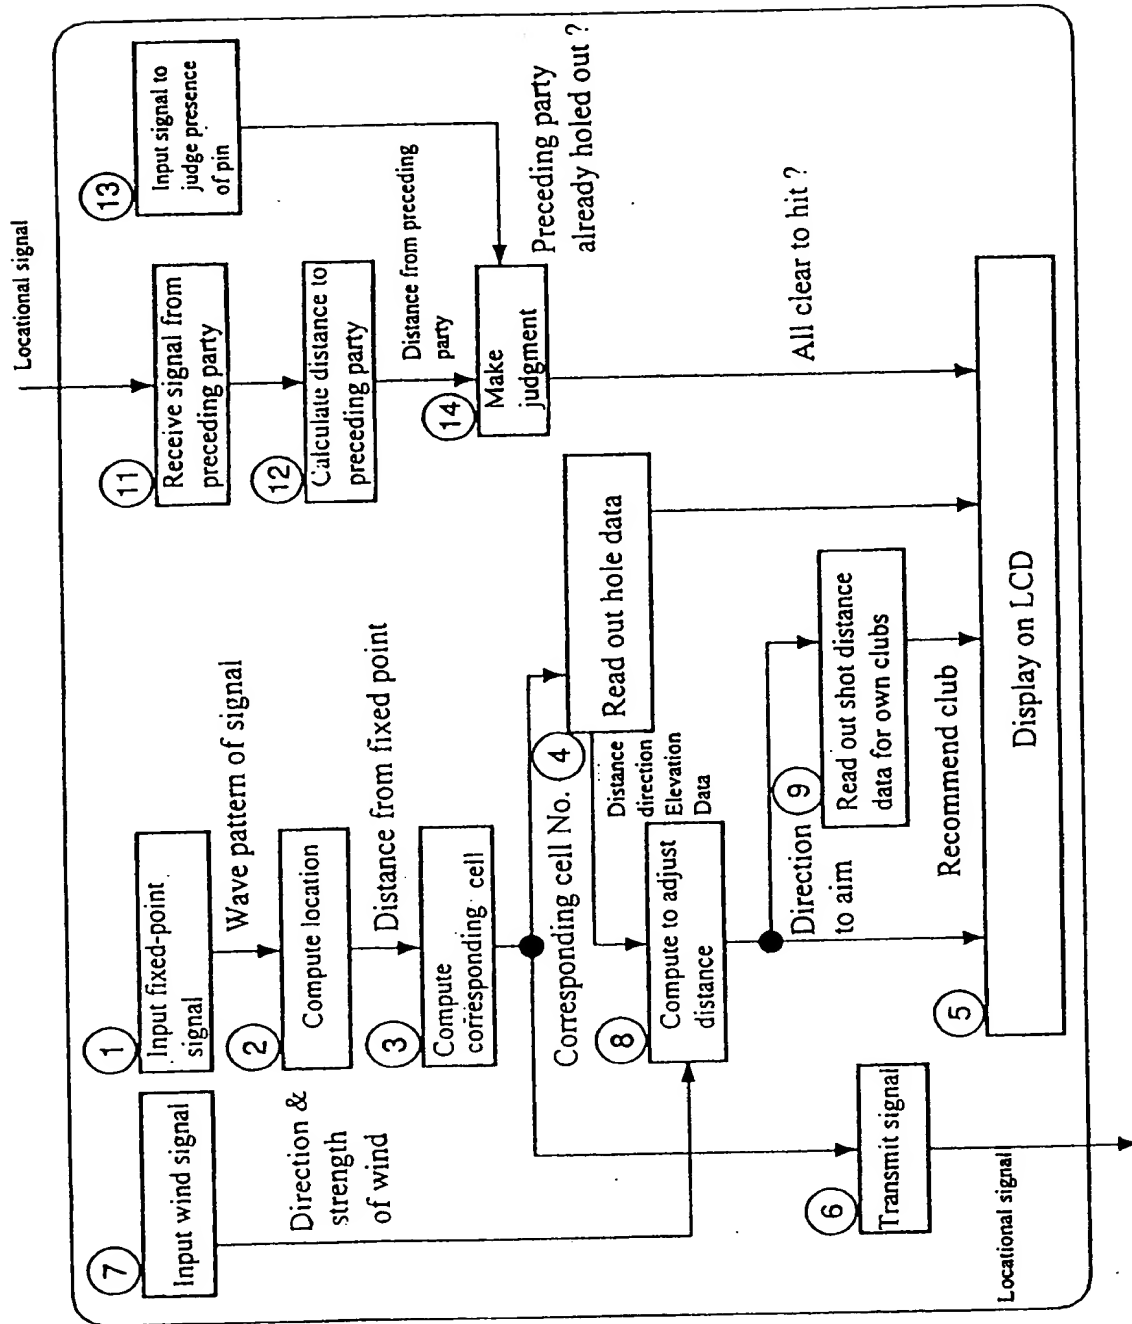 7
Input wind signal
Direction &
strength
of wind
1
Input fixed-point
signal
Wave pattern of signal
2
Compute location
Distance from fixed point
3
Compute
corresponding cell
Corresponding cell No.
4
Read out hole data
Distance
direction
Elevation
Data
8
Compute to adjust
distance
Direction
to aim
9
Read out shot distance
data for own clubs
Recommend club
5
Display on LCD
6
Transmit signal
Locational signal
Locational signal
11
Receive signal from
preceding party
12
Calculate distance to
preceding party
Distance from preceding
party
13
Input signal to
judge presence
of pin
Preceding party
already holed out ?
14
Make
judgment
All clear to hit ?